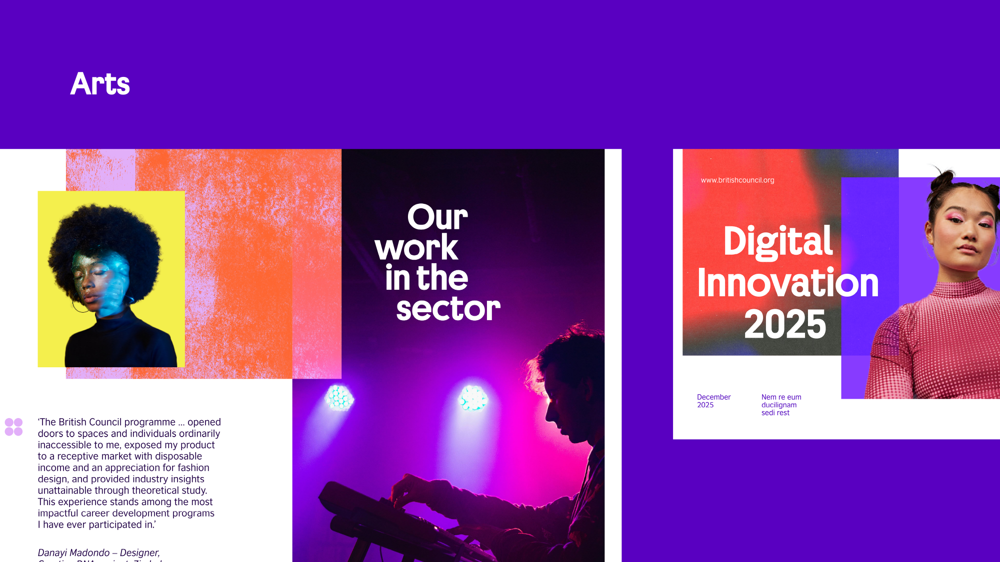 Arts
Our
work
in the
sector
‘The British Council programme ... opened
doors to spaces and individuals ordinarily
inaccessible to me, exposed my product
to a receptive market with disposable
income and an appreciation for fashion
design, and provided industry insights
unattainable through theoretical study.
This experience stands among the most
impactful career development programs
I have ever participated in.’
Danayi Madondo – Designer,
www.britishcouncil.org
Digital
Innovation
2025
December
2025
Nem re eum
ducilignam
sedi rest